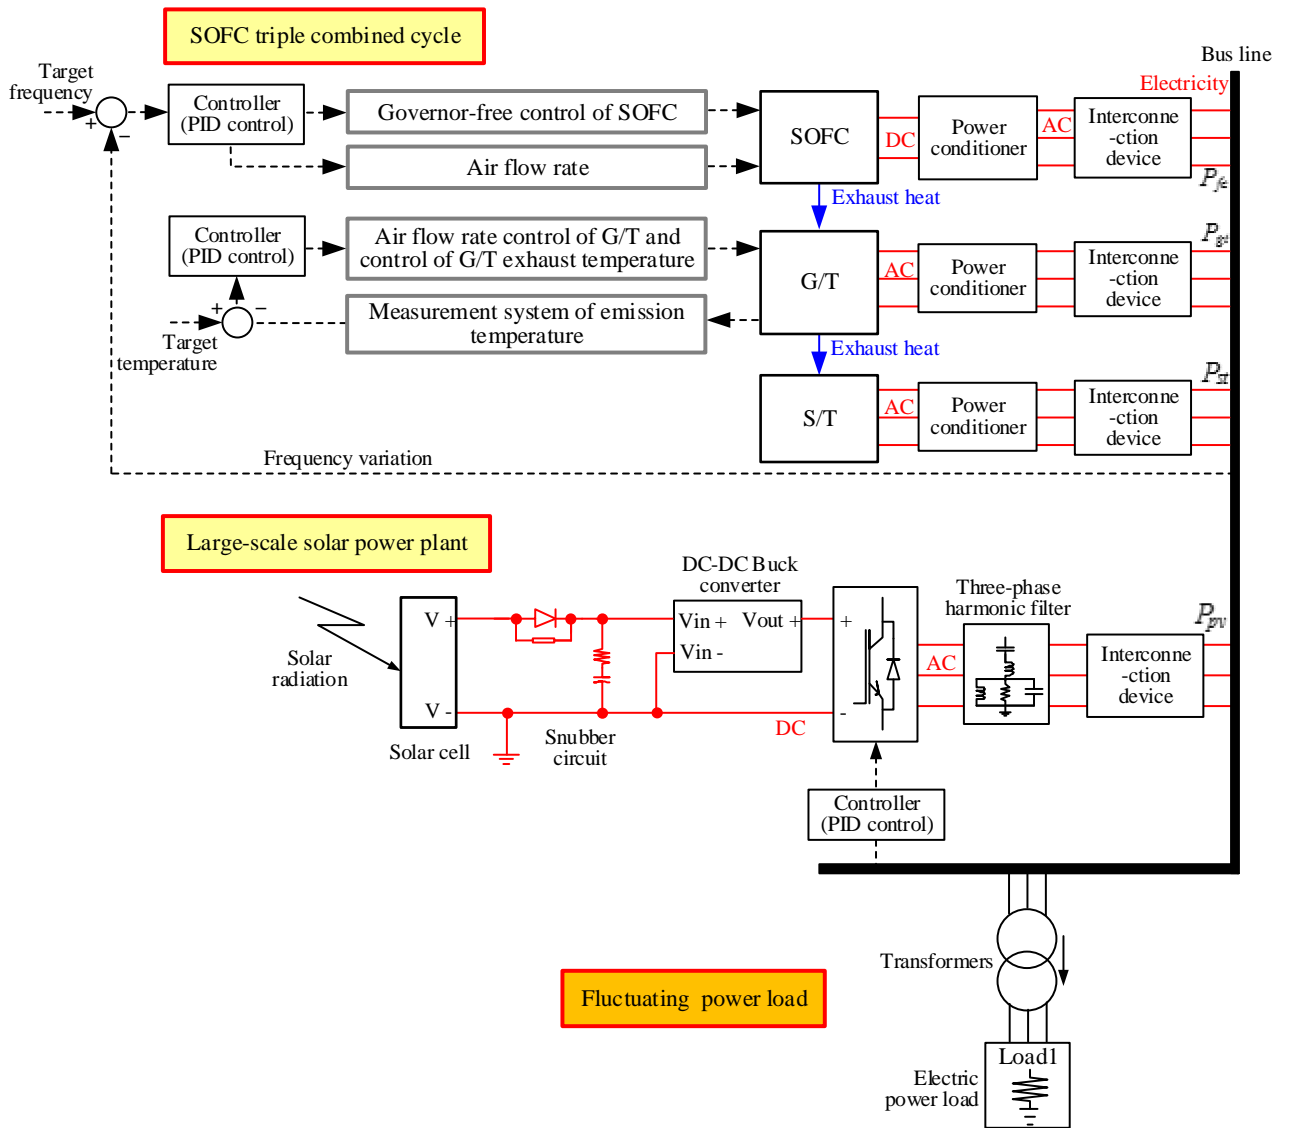 SOFC triple combined cycle
Bus line
Target
frequency
+
−
Controller
(PID control)
Governor-free control of SOFC
Air flow rate
SOFC
DC
Power
conditioner
AC
Interconne
-ction
device
Electricity
P_fc
Exhaust heat
Controller
(PID control)
Air flow rate control of G/T and
control of G/T exhaust temperature
G/T
AC
Power
conditioner
Interconne
-ction
device
P_gt
+
−
Target
temperature
Measurement system of emission
temperature
Exhaust heat
S/T
AC
Power
conditioner
Interconne
-ction
device
P_st
Frequency variation
Large-scale solar power plant
Solar
radiation
V +
V -
Solar cell
Snubber
circuit
DC-DC Buck
converter
Vin +
Vout +
Vin -
DC
+
-
AC
Three-phase
harmonic filter
Interconne
-ction
device
P_pv
Controller
(PID control)
Transformers
Fluctuating power load
Load1
Electric
power load